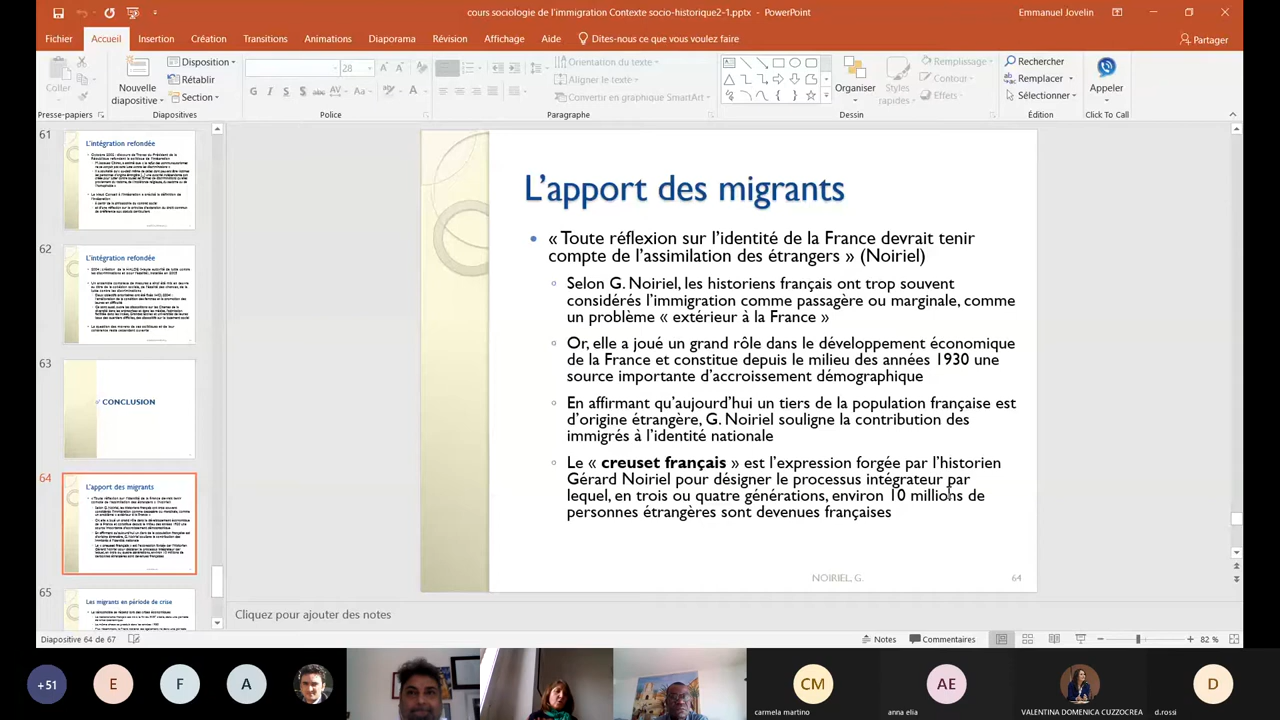 cours sociologie de l'immigration Contexte socio-historique2-1.pptx - PowerPoint
Emmanuel Jovelin
Fichier Accueil Insertion Création Transitions Animations Diaporama Révision Affichage Aide Dites-nous ce que vous voulez faire
Partager
Coller
Presse-papiers
Nouvelle diapositive
Disposition
Rétablir
Section
Diapositives
28
G I S S abc AV Aa A
Police
Orientation du texte
Aligner le texte
Convertir en graphique SmartArt
Paragraphe
Organiser
Styles rapides
Remplissage
Contour
Effets
Dessin
Rechercher
Remplacer
Sélectionner
Édition
Appeler
Click To Call
61
L'intégration refondée
62
L'intégration refondée
63
CONCLUSION
64
L'apport des migrants
65
Les migrants en période de crise
L'apport des migrants
« Toute réflexion sur l'identité de la France devrait tenir
compte de l'assimilation des étrangers » (Noiriel)
Selon G. Noiriel, les historiens français ont trop souvent
considérés l'immigration comme passagère ou marginale, comme
un problème « extérieur à la France »
Or, elle a joué un grand rôle dans le développement économique
de la France et constitue depuis le milieu des années 1930 une
source importante d'accroissement démographique
En affirmant qu'aujourd'hui un tiers de la population française est
d'origine étrangère, G. Noiriel souligne la contribution des
immigrés à l'identité nationale
Le « creuset français » est l'expression forgée par l'historien
Gérard Noiriel pour désigner le processus intégrateur par
lequel, en trois ou quatre générations, environ 10 millions de
personnes étrangères sont devenues françaises
NOIRIEL, G.
64
Cliquez pour ajouter des notes
Diapositive 64 de 67
Notes
Commentaires
82 %
+51
E
F
A
CM
carmela martino
AE
anna elia
VALENTINA DOMENICA CUZZOCREA
D
d.rossi